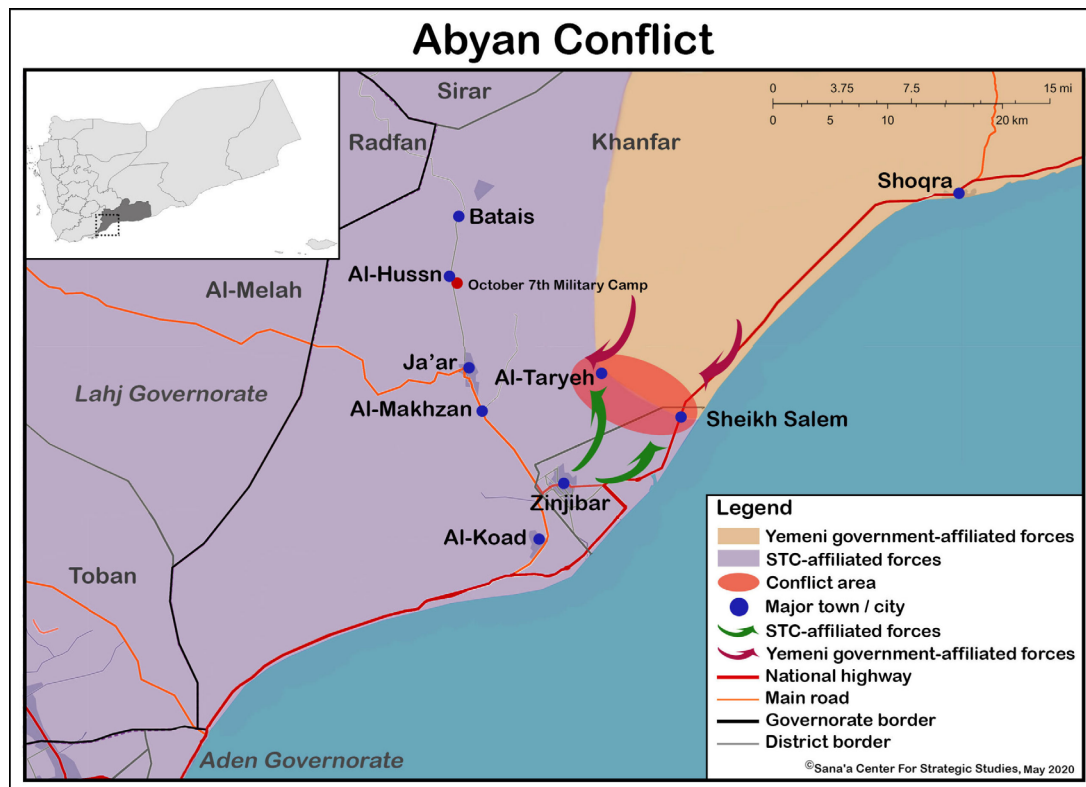 Abyan Conflict
Sirar
Radfan
Khanfar
0 3.75 7.5 15 mi
0 5 10 20 km
Shoqra
Batais
Al-Hussn
October 7th Military Camp
Al-Melah
Ja'ar
Al-Taryeh
Lahj Governorate
Al-Makhzan
Sheikh Salem
Zinjibar
Al-Koad
Toban
Aden Governorate
Legend
Yemeni government-affiliated forces
STC-affiliated forces
Conflict area
Major town / city
STC-affiliated forces
Yemeni government-affiliated forces
National highway
Main road
Governorate border
District border
©Sana'a Center For Strategic Studies, May 2020